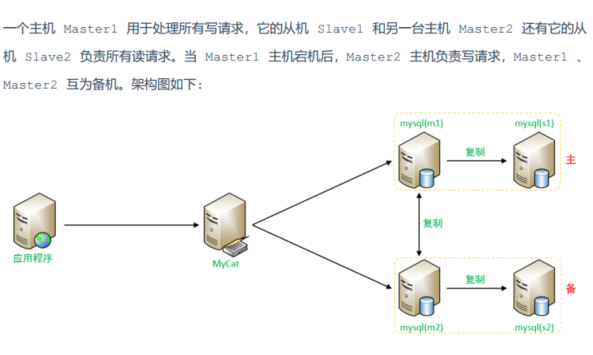 一个主机 Master1 用于处理所有写请求，它的从机 Slave1 和另一台主机 Master2 还有它的从
机 Slave2 负责所有读请求。当 Master1 主机宕机后，Master2 主机负责写请求，Master1 、
Master2 互为备机。架构图如下：
mysql(m1) mysql(s1)
复制
主
复制
应用程序
MyCat
复制
备
mysql(m2) mysql(s2)